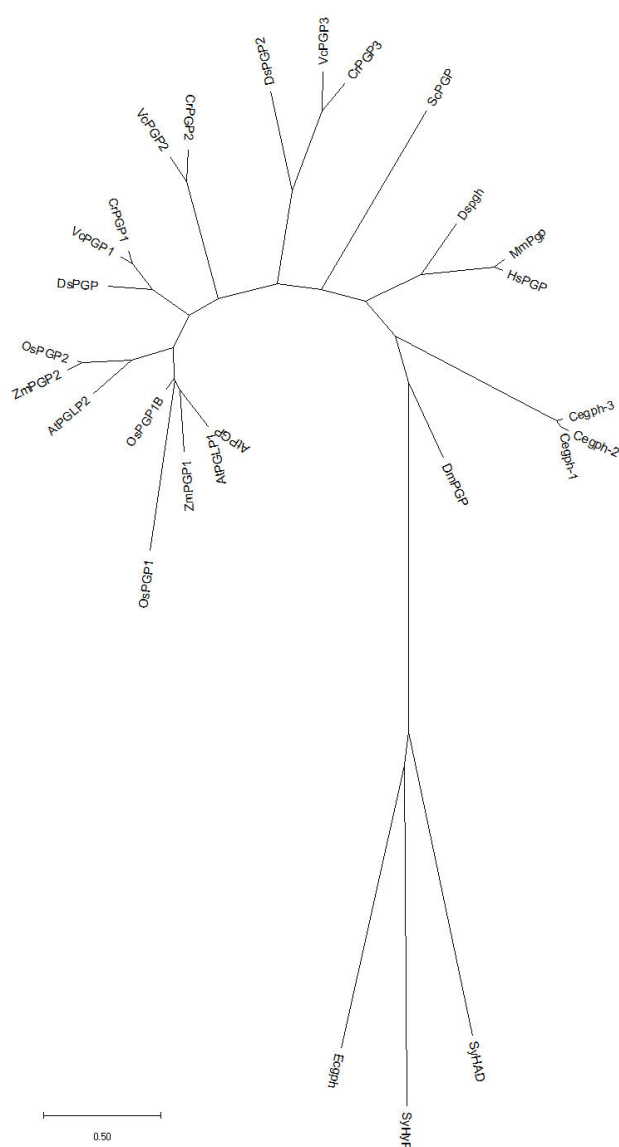 DsPGP2
VcPGP3
CrPGP3
ScPGP
CrPGP2
VcPGP2
Dspgh
MmPgp
HsPGP
CrPGP1
VcPGP1
DsPGP
OsPGP2
ZmPGP2
AtPGLP2
OsPGP1B
AtPGP
AtPGLP1
ZmPGP1
OsPGP1
DmPGP
Cegph-3
Cegph-2
Cegph-1
Ecgph
SyHAD
0.50